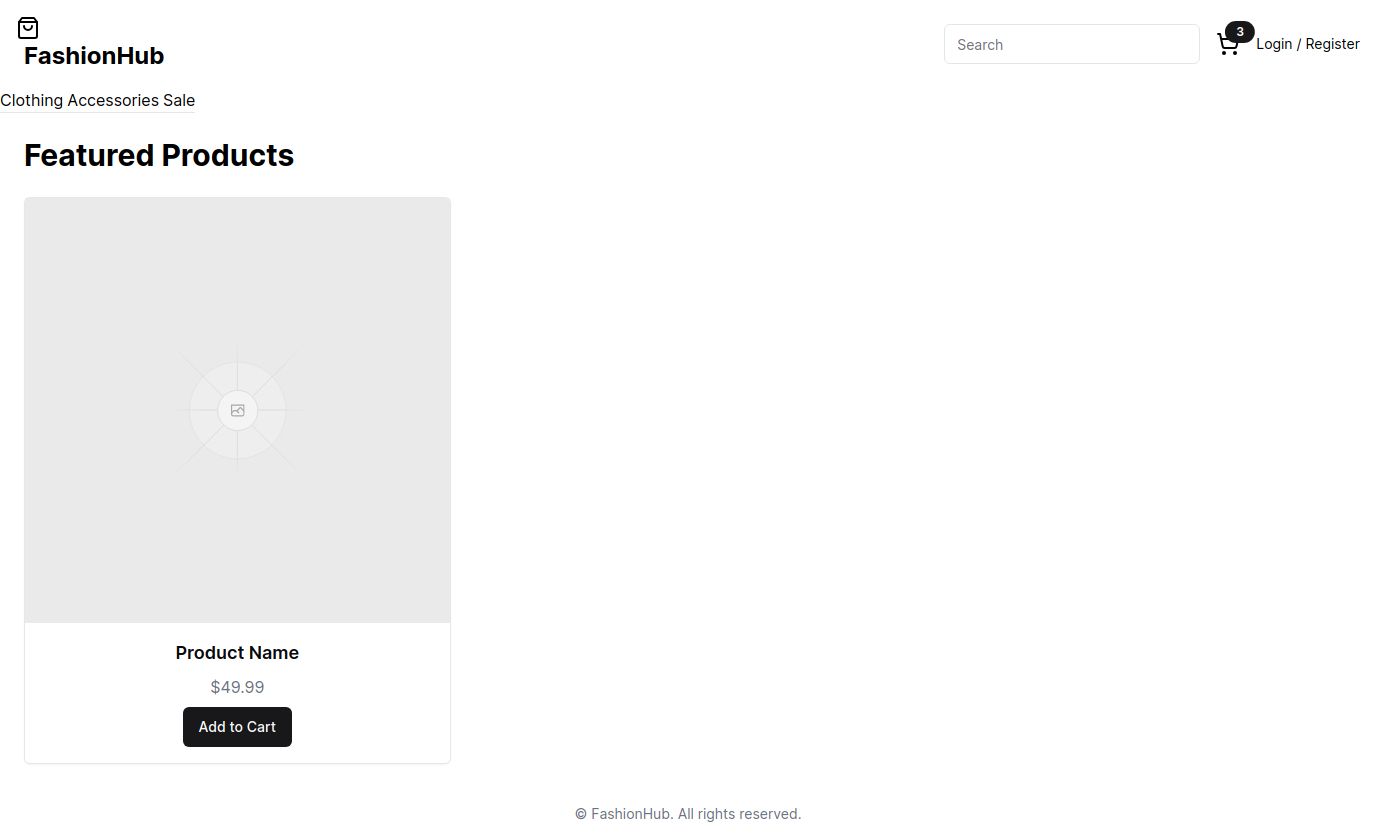 FashionHub
Search
3
Login / Register
Clothing Accessories Sale
Featured Products
Product Name
$49.99
Add to Cart
© FashionHub. All rights reserved.